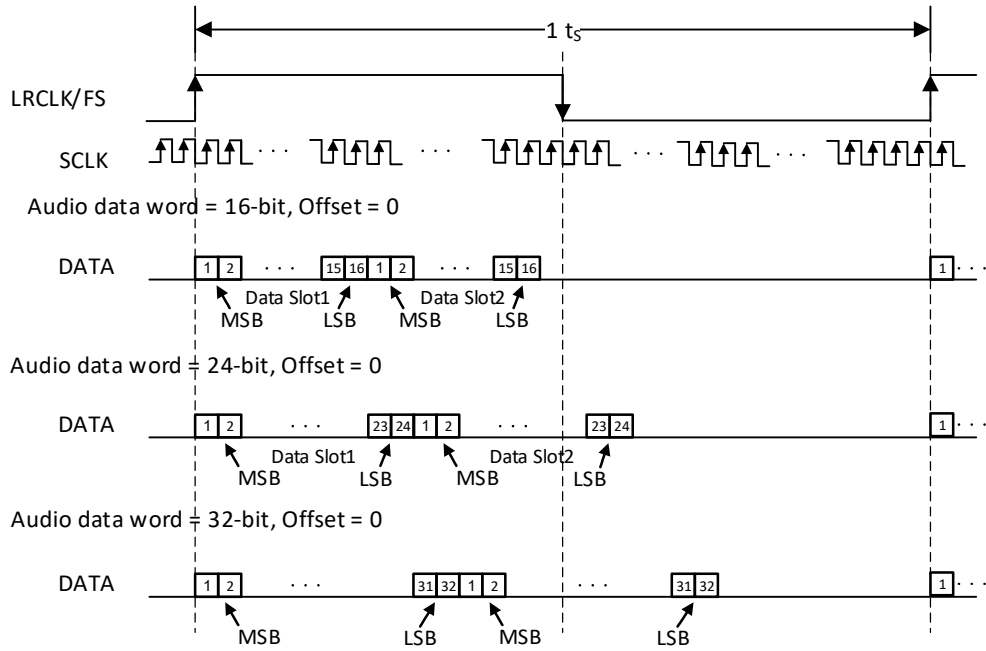 1 tS
LRCLK/FS
SCLK
. . . . . . . . . . . .
Audio data word = 16-bit, Offset = 0
DATA 1 2 . . . 15 16 1 2 . . . 15 16 1 . . .
Data Slot1 Data Slot2
MSB LSB MSB LSB
Audio data word = 24-bit, Offset = 0
DATA 1 2 . . . 23 24 1 2 . . . 23 24 1 . . .
Data Slot1 Data Slot2
MSB LSB MSB LSB
Audio data word = 32-bit, Offset = 0
DATA 1 2 . . . 31 32 1 2 . . . 31 32 1 . . .
MSB LSB MSB LSB